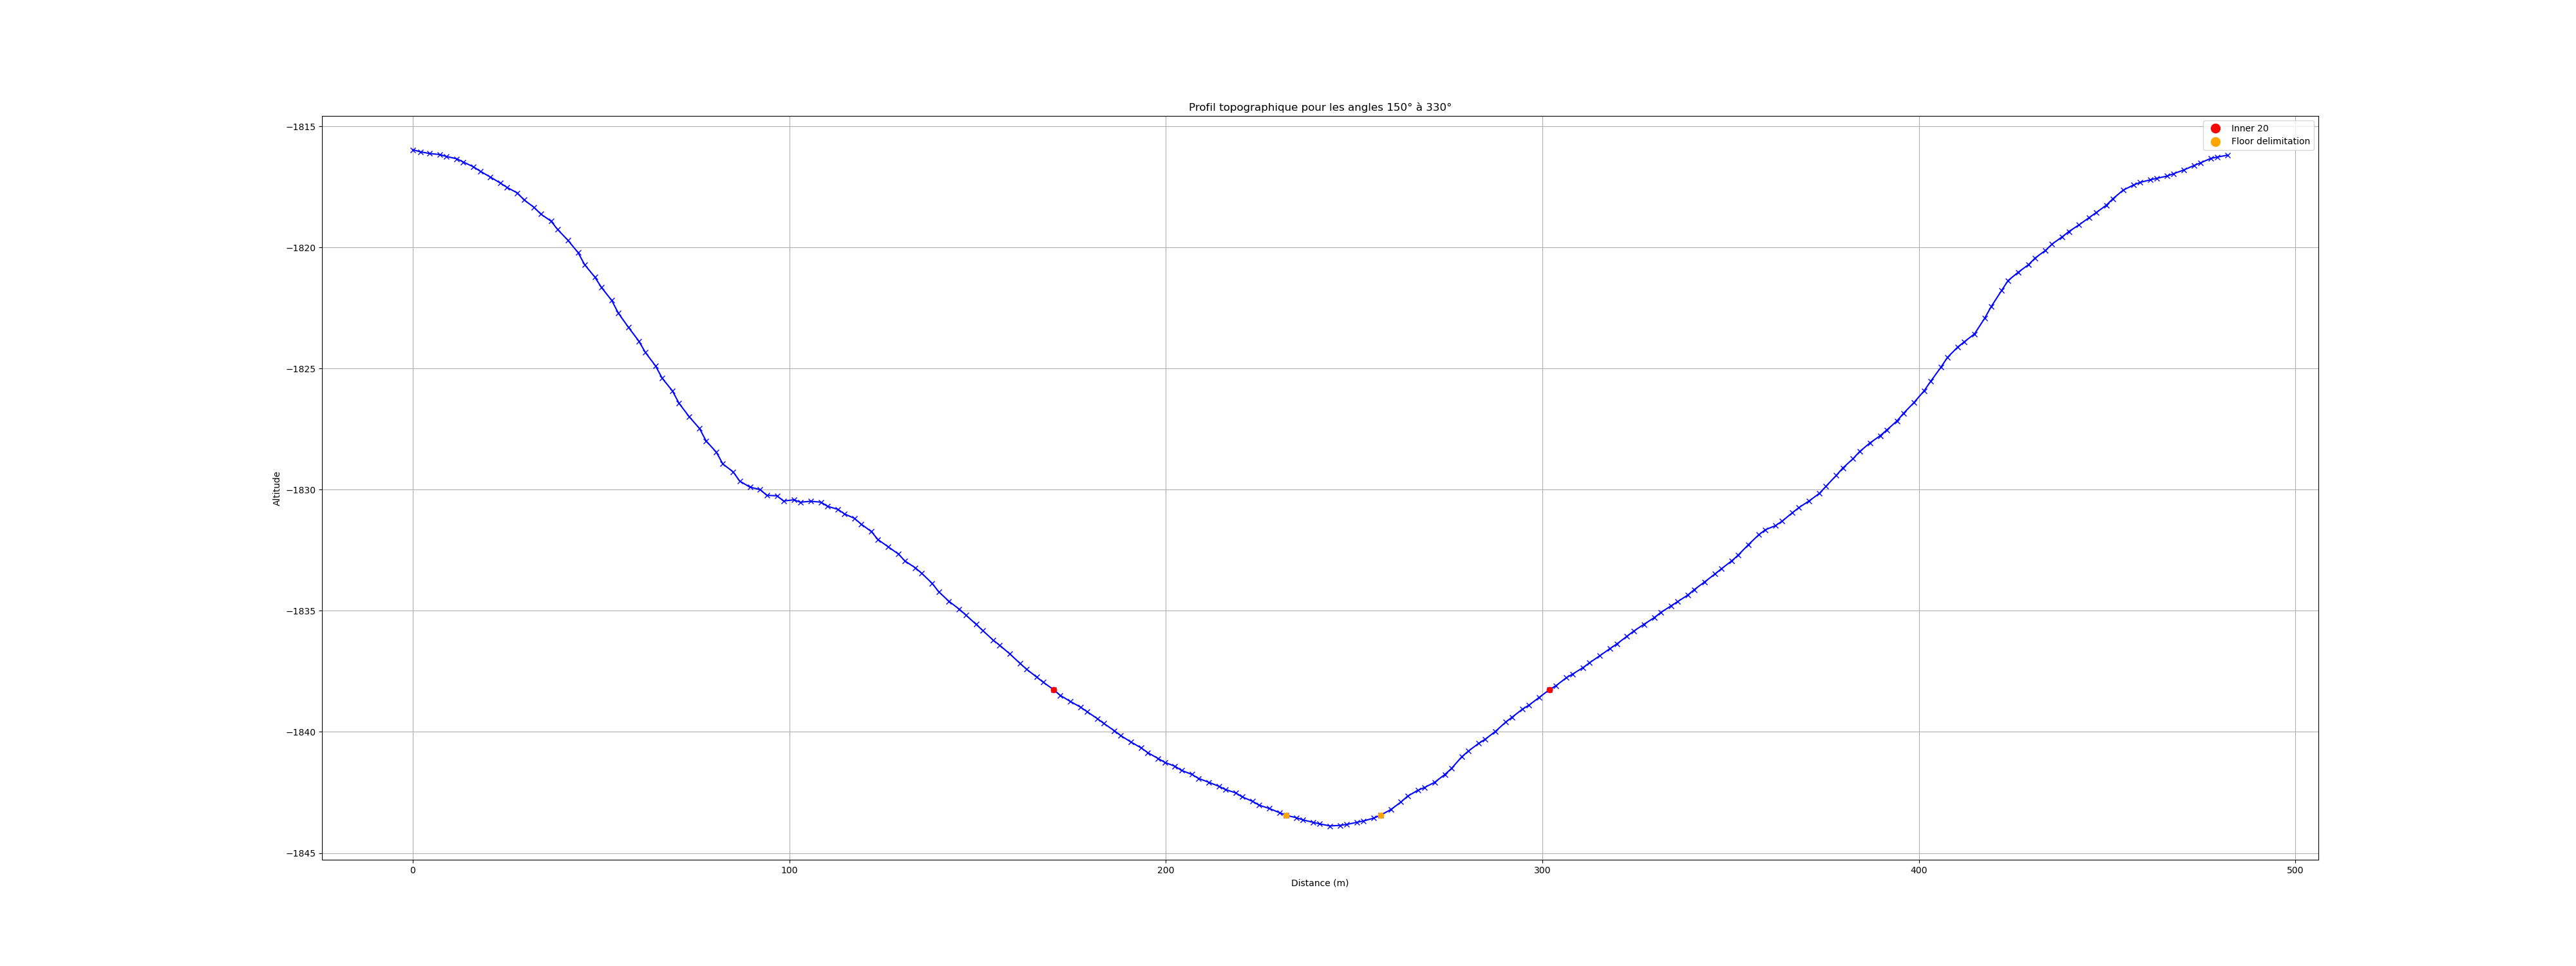 Profil topographique pour les angles 150° à 330°
Inner 20
Floor delimitation
−1815
−1820
−1825
−1830
−1835
−1840
−1845
Altitude
0 100 200 300 400 500
Distance (m)